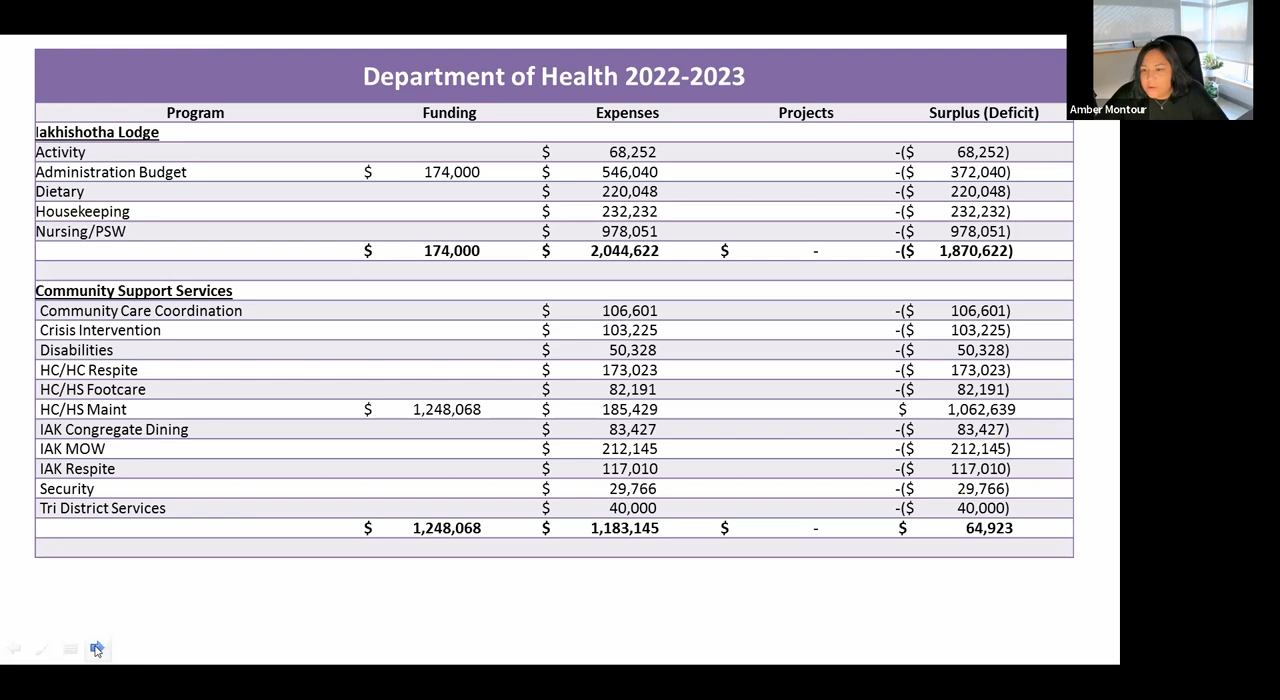 Department of Health 2022-2023
Program Funding Expenses Projects Surplus (Deficit)
Iakhishotha Lodge
Activity $ 68,252 -($ 68,252)
Administration Budget $ 174,000 $ 546,040 -($ 372,040)
Dietary $ 220,048 -($ 220,048)
Housekeeping $ 232,232 -($ 232,232)
Nursing/PSW $ 978,051 -($ 978,051)
$ 174,000 $ 2,044,622 $ - -($ 1,870,622)
Community Support Services
Community Care Coordination $ 106,601 -($ 106,601)
Crisis Intervention $ 103,225 -($ 103,225)
Disabilities $ 50,328 -($ 50,328)
HC/HC Respite $ 173,023 -($ 173,023)
HC/HS Footcare $ 82,191 -($ 82,191)
HC/HS Maint $ 1,248,068 $ 185,429 $ 1,062,639
IAK Congregate Dining $ 83,427 -($ 83,427)
IAK MOW $ 212,145 -($ 212,145)
IAK Respite $ 117,010 -($ 117,010)
Security $ 29,766 -($ 29,766)
Tri District Services $ 40,000 -($ 40,000)
$ 1,248,068 $ 1,183,145 $ - $ 64,923
Amber Montour